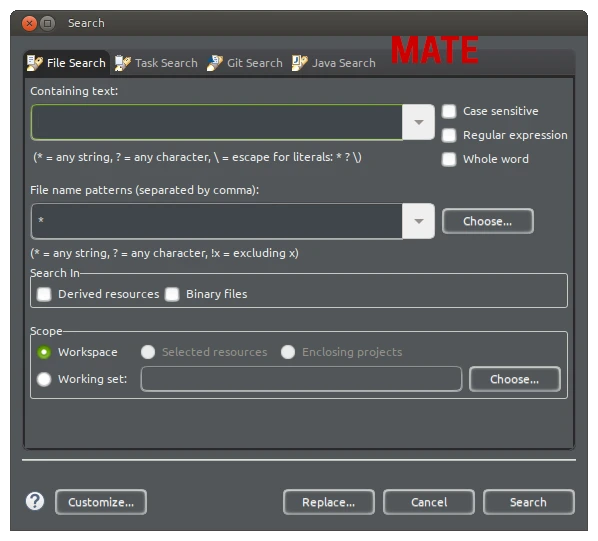 Search
MATE
File Search Task Search Git Search Java Search
Containing text:
Case sensitive
Regular expression
(* = any string, ? = any character, \ = escape for literals: * ? \)
Whole word
File name patterns (separated by comma):
*
Choose...
(* = any string, ? = any character, !x = excluding x)
Search In
Derived resources Binary files
Scope
Workspace Selected resources Enclosing projects
Working set: Choose...
? Customize... Replace... Cancel Search